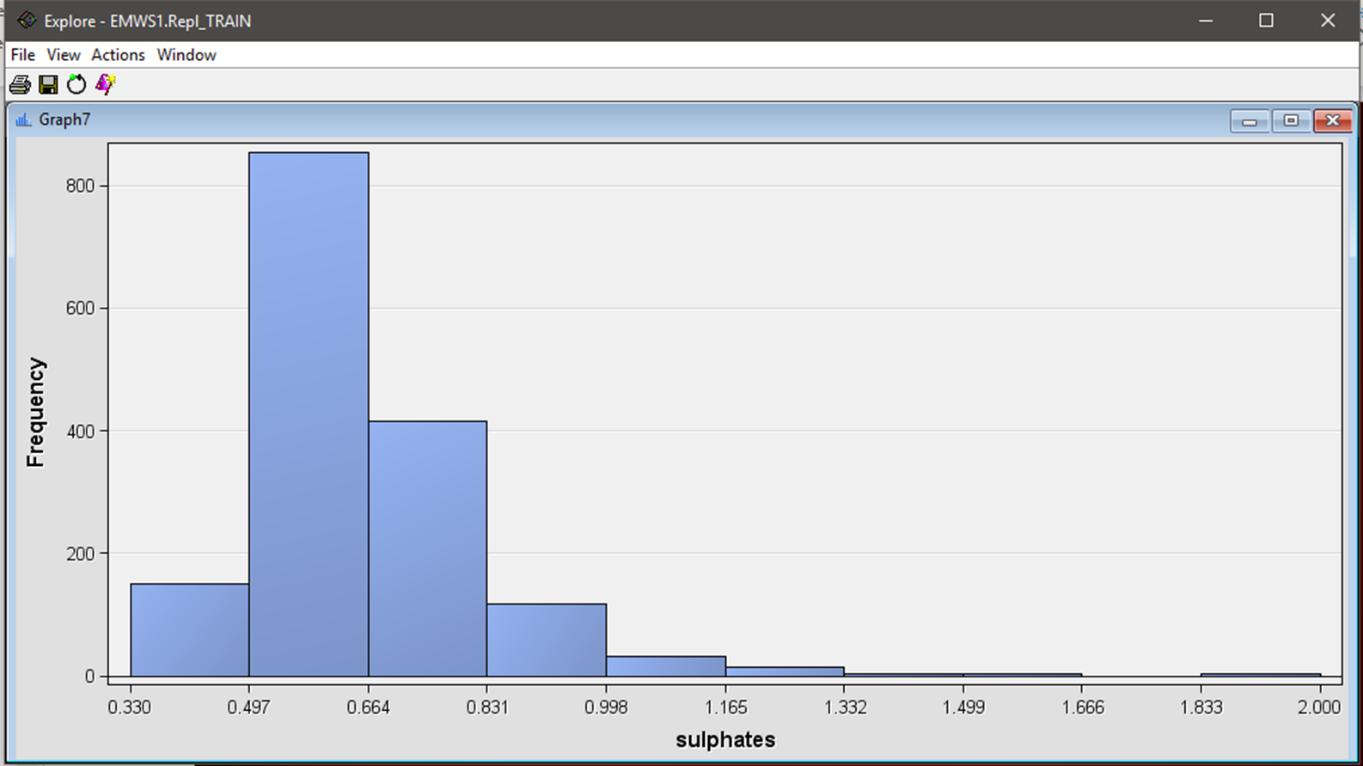 Explore - EMWS1.Repl_TRAIN
File View Actions Window
Graph7
800
600
400
200
0
Frequency
0.330 0.497 0.664 0.831 0.998 1.165 1.332 1.499 1.666 1.833 2.000
sulphates